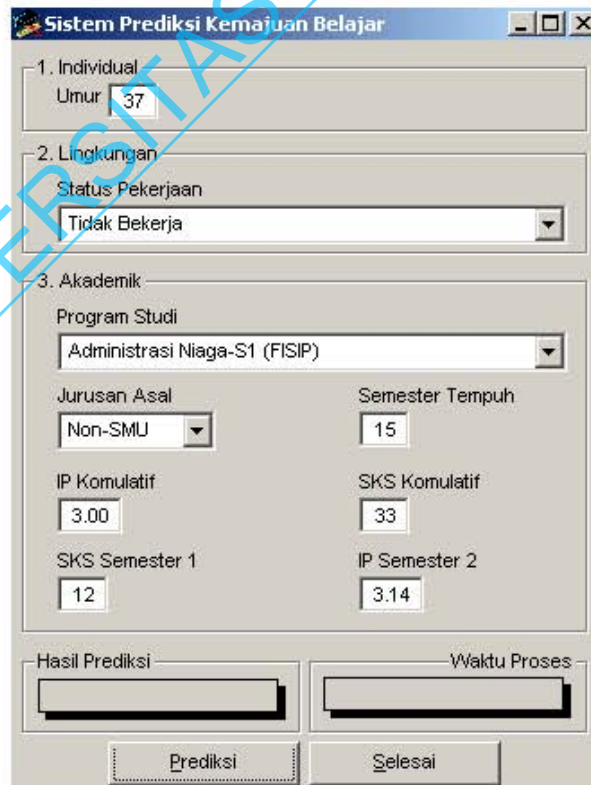 Sistem Prediksi Kemajuan Belajar
1. Individual
Umur 37
2. Lingkungan
Status Pekerjaan
Tidak Bekerja
3. Akademik
Program Studi
Administrasi Niaga-S1 (FISIP)
Jurusan Asal Semester Tempuh
Non-SMU 15
IP Komulatif SKS Komulatif
3.00 33
SKS Semester 1 IP Semester 2
12 3.14
Hasil Prediksi Waktu Proses
Prediksi Selesai
ERSITAS